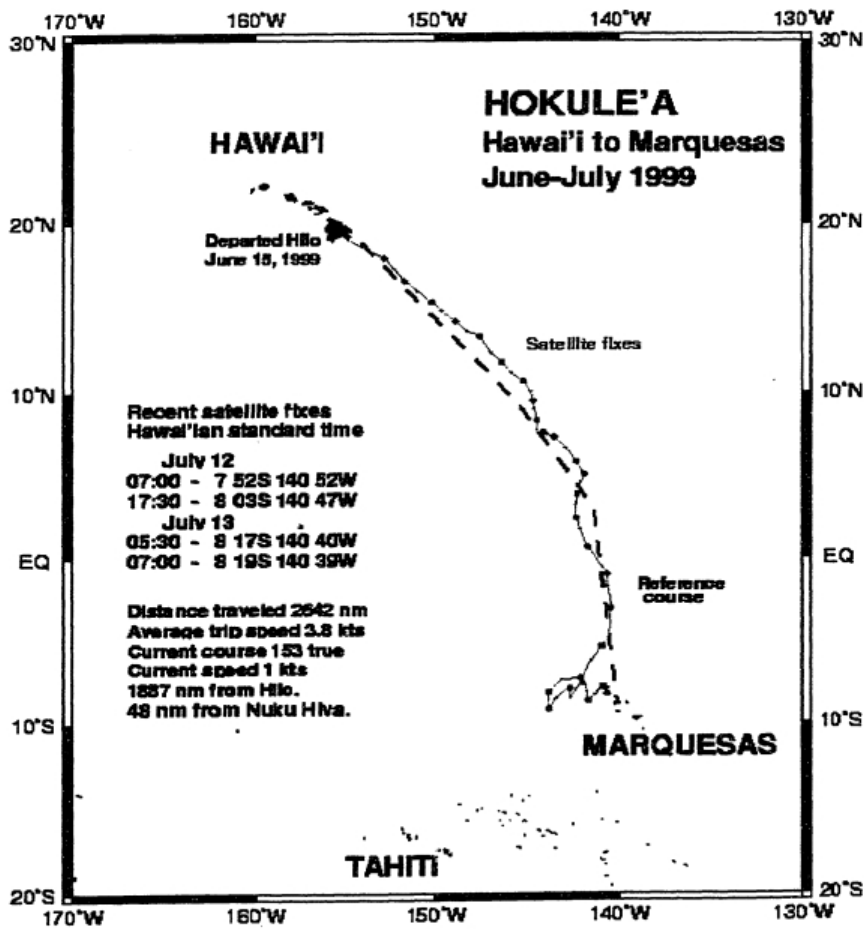 170°W 160°W 150°W 140°W 130°W
30°N 30°N
HOKULE'A
Hawai'i to Marquesas
June-July 1999
HAWAI'I
20°N 20°N
Departed Hilo
June 15, 1999
Satellite fixes
10°N 10°N
Recent satellite fixes
Hawai'ian standard time
July 12
07:00 - 7 52S 140 52W
17:30 - 8 03S 140 47W
July 13
05:30 - 8 17S 140 40W
07:00 - 8 19S 140 39W
EQ EQ
Reference
course
Distance traveled 2642 nm
Average trip speed 3.8 kts
Current course 153 true
Current speed 1 kts
1887 nm from Hilo.
48 nm from Nuku Hiva.
10°S 10°S
MARQUESAS
TAHITI
20°S 20°S
170°W 160°W 150°W 140°W 130°W